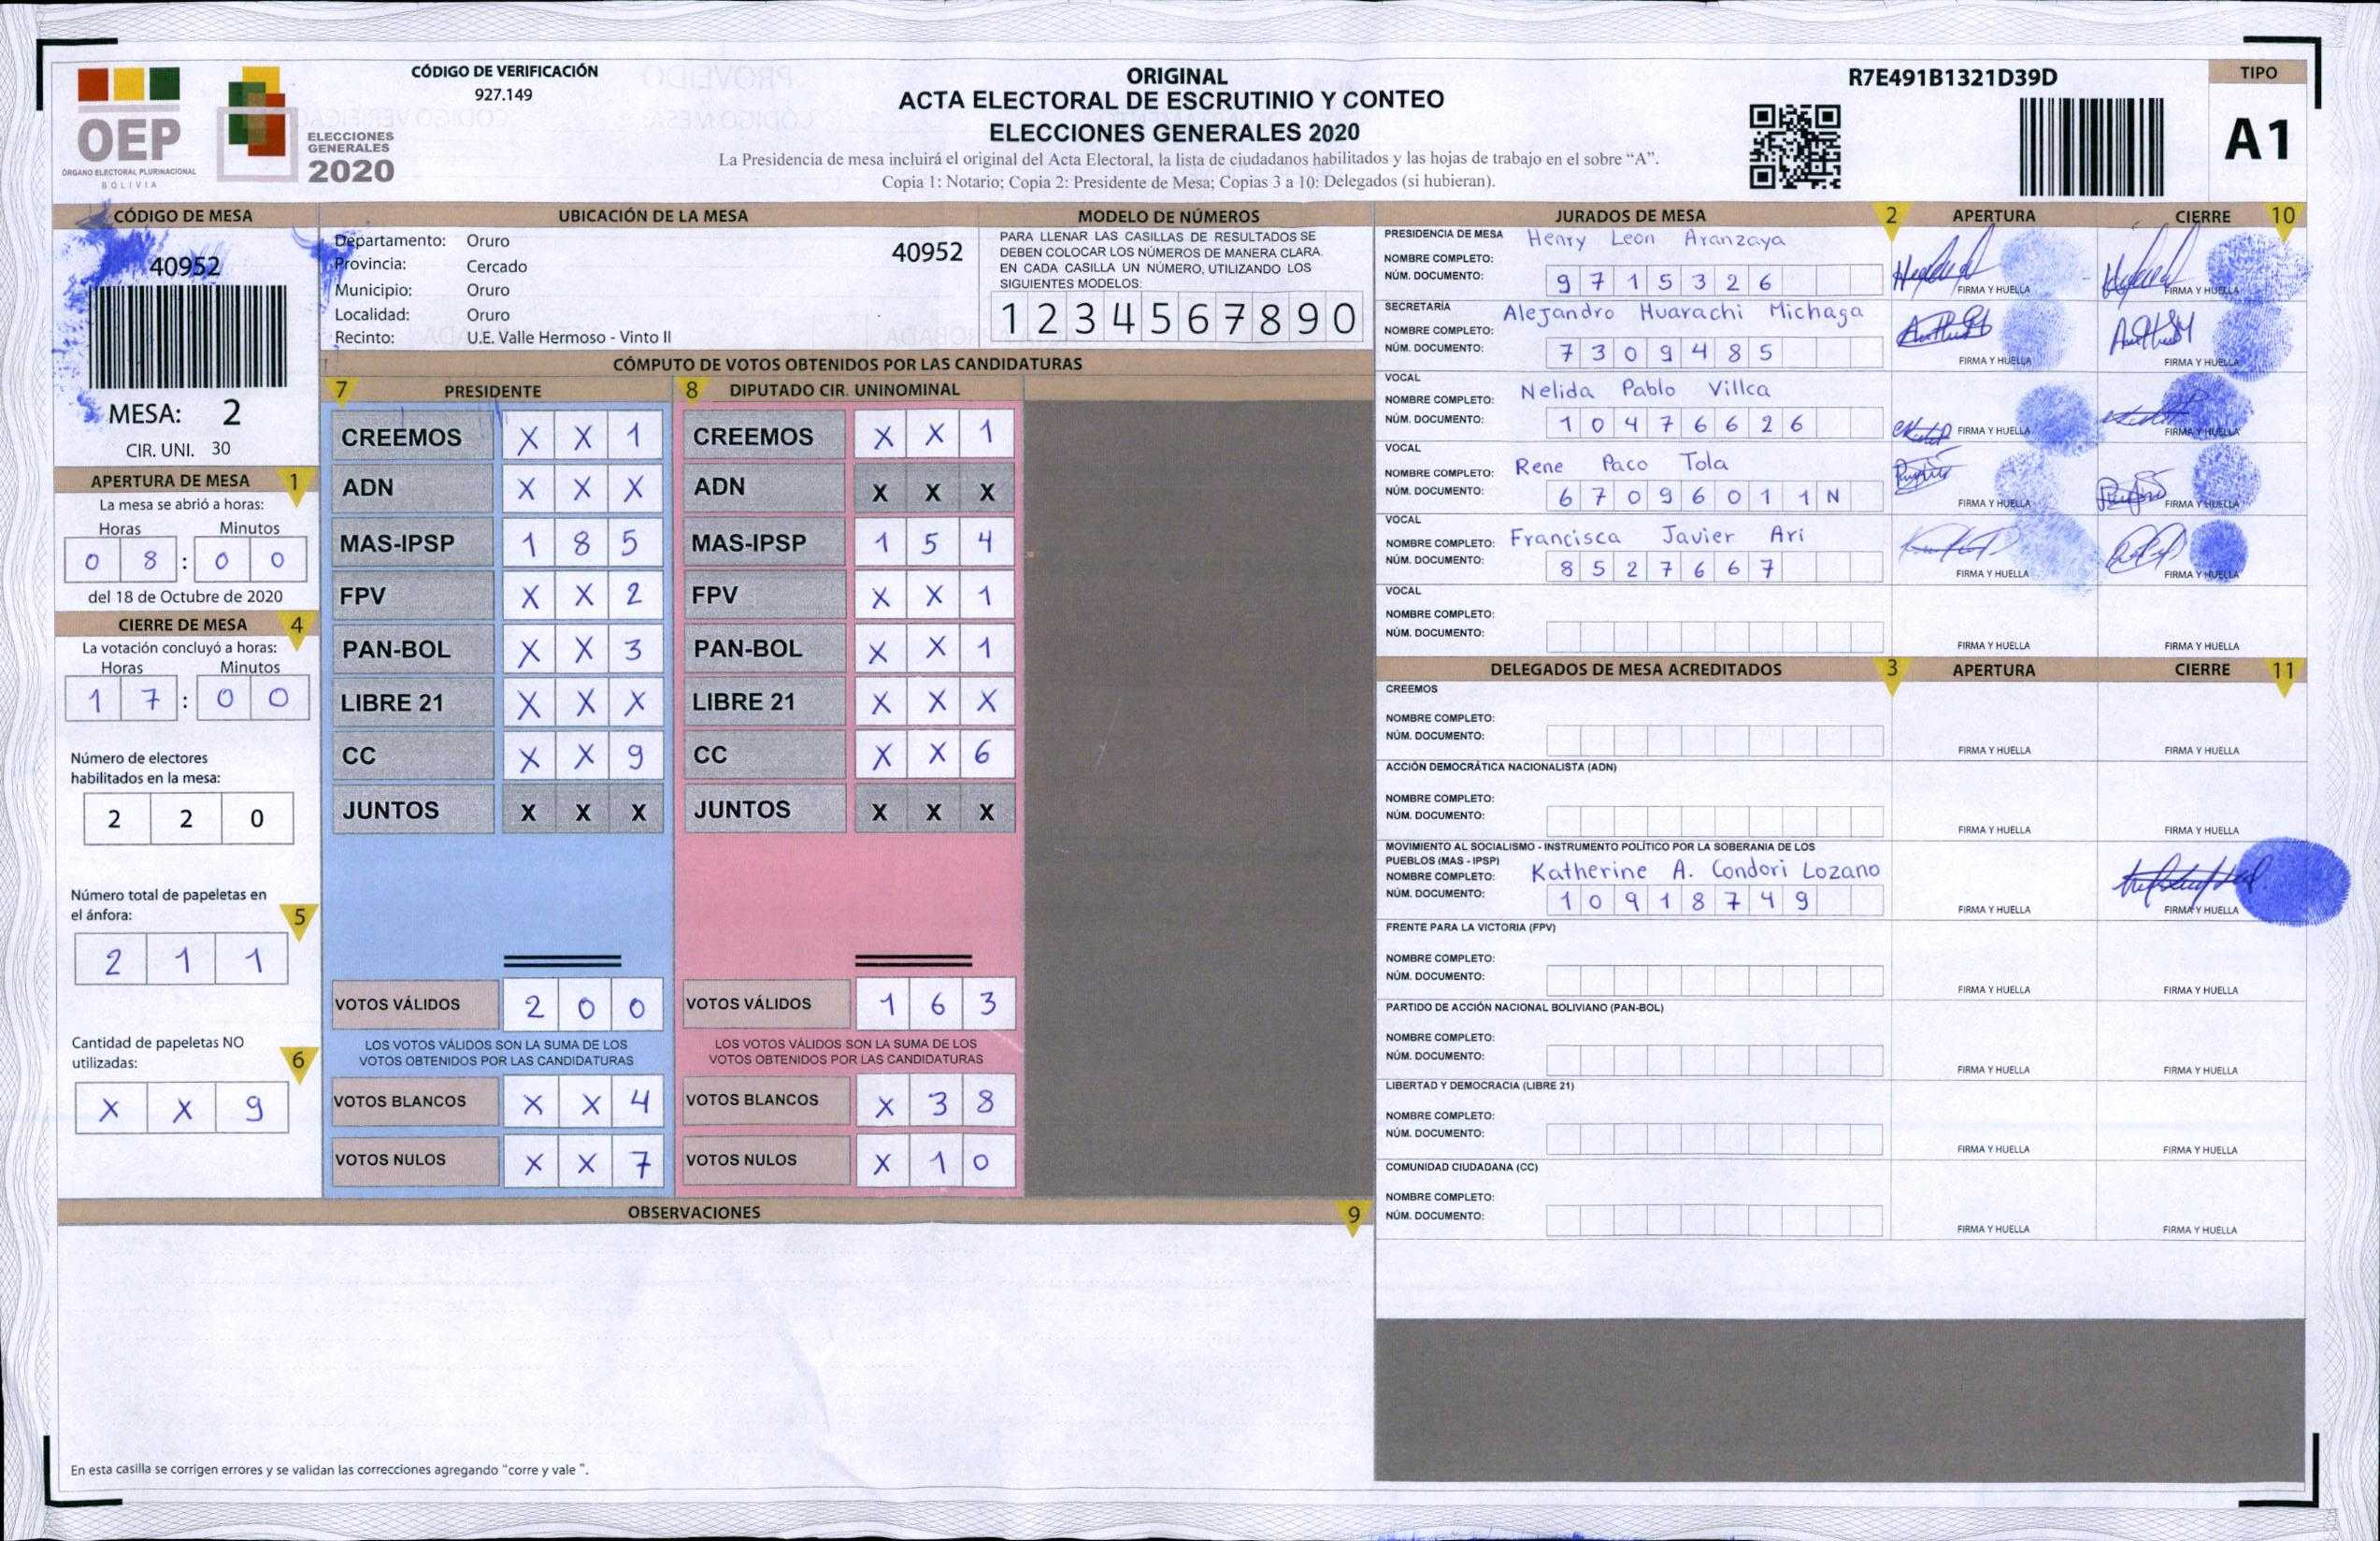 OEP
ÓRGANO ELECTORAL PLURINACIONAL
BOLIVIA
ELECCIONES
GENERALES
2020
CÓDIGO DE VERIFICACIÓN
927.149
ORIGINAL
ACTA ELECTORAL DE ESCRUTINIO Y CONTEO
ELECCIONES GENERALES 2020
La Presidencia de mesa incluirá el original del Acta Electoral, la lista de ciudadanos habilitados y las hojas de trabajo en el sobre “A”.
Copia 1: Notario; Copia 2: Presidente de Mesa; Copias 3 a 10: Delegados (si hubieran).
R7E491B1321D39D
TIPO
A1
CÓDIGO DE MESA
40952
MESA: 2
CIR. UNI. 30
APERTURA DE MESA 1
La mesa se abrió a horas:
Horas Minutos
0 8 : 0 0
del 18 de Octubre de 2020
CIERRE DE MESA 4
La votación concluyó a horas:
Horas Minutos
1 7 : 0 0
Número de electores
habilitados en la mesa:
2 2 0
Número total de papeletas en
el ánfora: 5
2 1 1
Cantidad de papeletas NO
utilizadas: 6
X X 9
UBICACIÓN DE LA MESA
Departamento: Oruro
40952
Provincia: Cercado
Municipio: Oruro
Localidad: Oruro
Recinto: U.E. Valle Hermoso - Vinto II
MODELO DE NÚMEROS
PARA LLENAR LAS CASILLAS DE RESULTADOS SE
DEBEN COLOCAR LOS NÚMEROS DE MANERA CLARA.
EN CADA CASILLA UN NÚMERO, UTILIZANDO LOS
SIGUIENTES MODELOS:
1 2 3 4 5 6 7 8 9 0
CÓMPUTO DE VOTOS OBTENIDOS POR LAS CANDIDATURAS
7 PRESIDENTE
CREEMOS X X 1
ADN X X X
MAS-IPSP 1 8 5
FPV X X 2
PAN-BOL X X 3
LIBRE 21 X X X
CC X X 9
JUNTOS X X X
VOTOS VÁLIDOS 2 0 0
LOS VOTOS VÁLIDOS SON LA SUMA DE LOS
VOTOS OBTENIDOS POR LAS CANDIDATURAS
VOTOS BLANCOS X X 4
VOTOS NULOS X X 7
8 DIPUTADO CIR. UNINOMINAL
CREEMOS X X 1
ADN X X X
MAS-IPSP 1 5 4
FPV X X 1
PAN-BOL X X 1
LIBRE 21 X X X
CC X X 6
JUNTOS X X X
VOTOS VÁLIDOS 1 6 3
LOS VOTOS VÁLIDOS SON LA SUMA DE LOS
VOTOS OBTENIDOS POR LAS CANDIDATURAS
VOTOS BLANCOS X 3 8
VOTOS NULOS X 1 0
OBSERVACIONES 9
En esta casilla se corrigen errores y se validan las correcciones agregando “corre y vale ”.
JURADOS DE MESA 2 APERTURA CIERRE 10
PRESIDENCIA DE MESA Henry Leon Aranzaya
NOMBRE COMPLETO:
NÚM. DOCUMENTO: 9 7 1 5 3 2 6
FIRMA Y HUELLA FIRMA Y HUELLA
SECRETARÍA Alejandro Huarachi Michaga
NOMBRE COMPLETO:
NÚM. DOCUMENTO: 7 3 0 9 4 8 5
FIRMA Y HUELLA FIRMA Y HUELLA
VOCAL
NOMBRE COMPLETO: Nelida Pablo Villca
NÚM. DOCUMENTO: 1 0 4 7 6 6 2 6
FIRMA Y HUELLA FIRMA Y HUELLA
VOCAL
NOMBRE COMPLETO: Rene Paco Tola
NÚM. DOCUMENTO: 6 7 0 9 6 0 1 1 N
FIRMA Y HUELLA FIRMA Y HUELLA
VOCAL
NOMBRE COMPLETO: Francisca Javier Ari
NÚM. DOCUMENTO: 8 5 2 7 6 6 7
FIRMA Y HUELLA FIRMA Y HUELLA
VOCAL
NOMBRE COMPLETO:
NÚM. DOCUMENTO:
FIRMA Y HUELLA FIRMA Y HUELLA
DELEGADOS DE MESA ACREDITADOS 3 APERTURA CIERRE 11
CREEMOS
NOMBRE COMPLETO:
NÚM. DOCUMENTO:
FIRMA Y HUELLA FIRMA Y HUELLA
ACCIÓN DEMOCRÁTICA NACIONALISTA (ADN)
NOMBRE COMPLETO:
NÚM. DOCUMENTO:
FIRMA Y HUELLA FIRMA Y HUELLA
MOVIMIENTO AL SOCIALISMO - INSTRUMENTO POLÍTICO POR LA SOBERANIA DE LOS
PUEBLOS (MAS - IPSP)
NOMBRE COMPLETO: Katherine A. Condori Lozano
NÚM. DOCUMENTO: 1 0 9 1 8 7 4 9
FIRMA Y HUELLA FIRMA Y HUELLA
FRENTE PARA LA VICTORIA (FPV)
NOMBRE COMPLETO:
NÚM. DOCUMENTO:
FIRMA Y HUELLA FIRMA Y HUELLA
PARTIDO DE ACCIÓN NACIONAL BOLIVIANO (PAN-BOL)
NOMBRE COMPLETO:
NÚM. DOCUMENTO:
FIRMA Y HUELLA FIRMA Y HUELLA
LIBERTAD Y DEMOCRACIA (LIBRE 21)
NOMBRE COMPLETO:
NÚM. DOCUMENTO:
FIRMA Y HUELLA FIRMA Y HUELLA
COMUNIDAD CIUDADANA (CC)
NOMBRE COMPLETO:
NÚM. DOCUMENTO:
FIRMA Y HUELLA FIRMA Y HUELLA